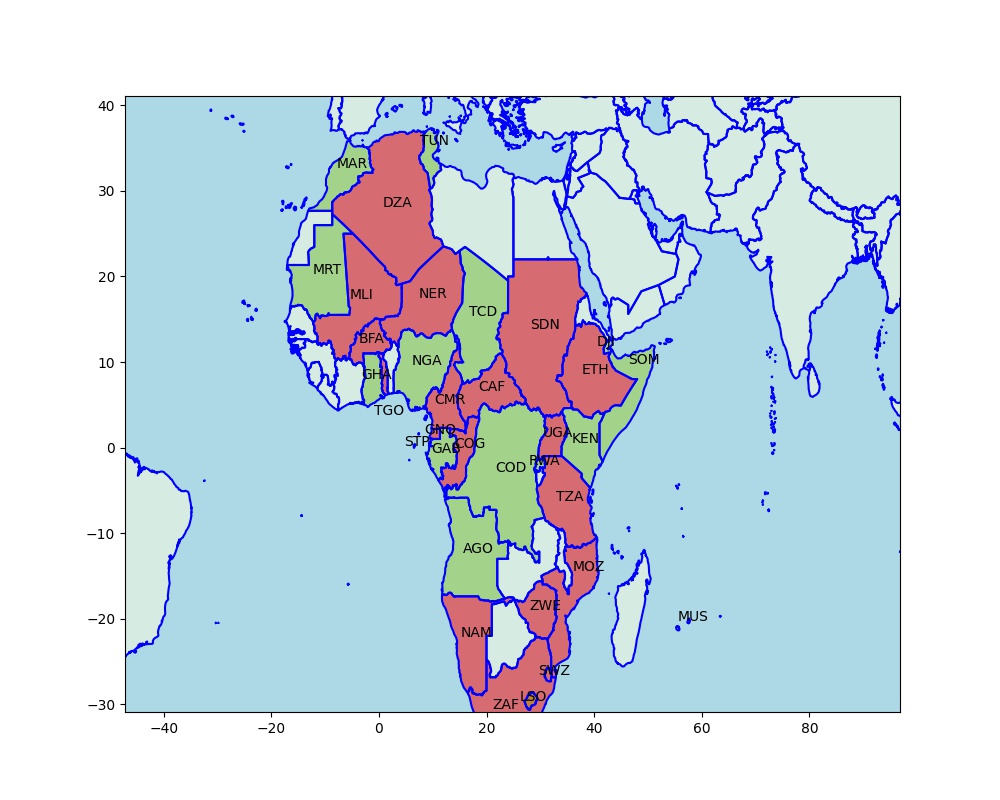 40
30
20
10
0
−10
−20
−30
−40
−20
0
20
40
60
80
TUN
MAR
DZA
MRT
MLI
NER
TCD
SDN
BFA
DJI
NGA
SOM
GHA
ETH
CAF
CMR
TGO
GNQ
UGA
STP
COG
KEN
GAB
RWA
COD
TZA
AGO
MOZ
ZWE
MUS
NAM
SWZ
LSO
ZAF